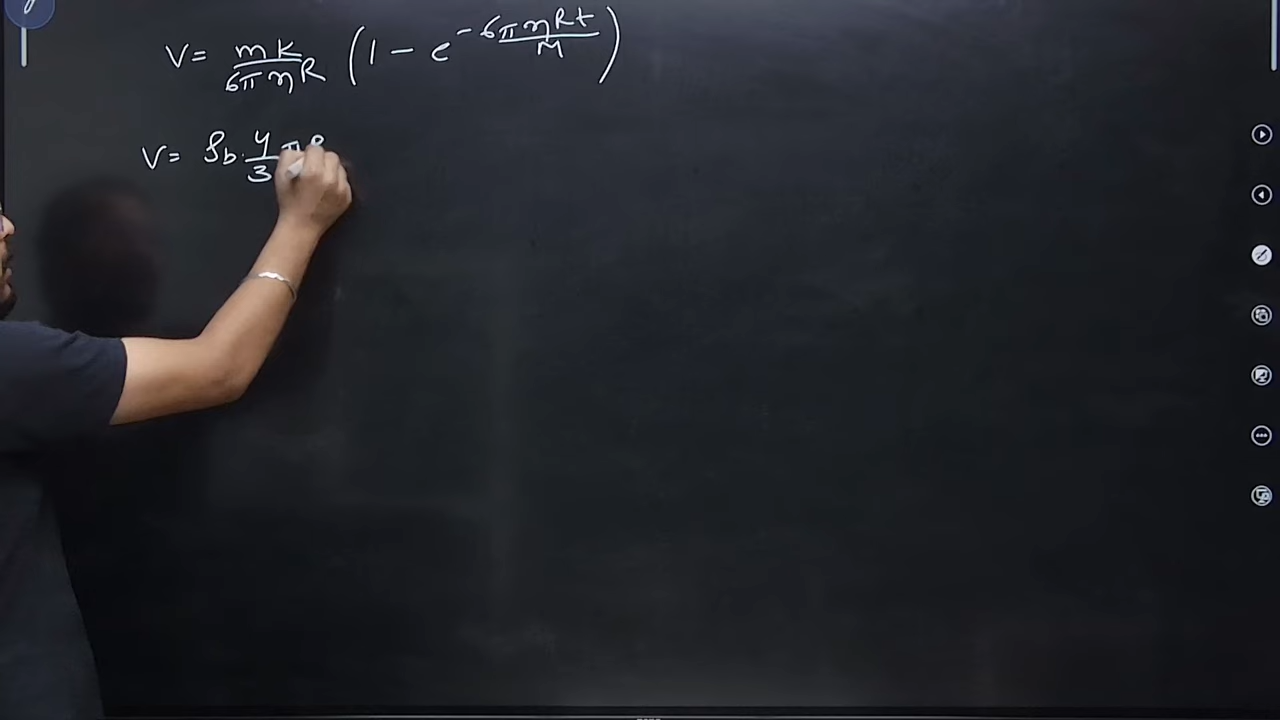 V = mk/6πηR (1 − e^(−6πηRt/M))
V = ρb · 4/3 π